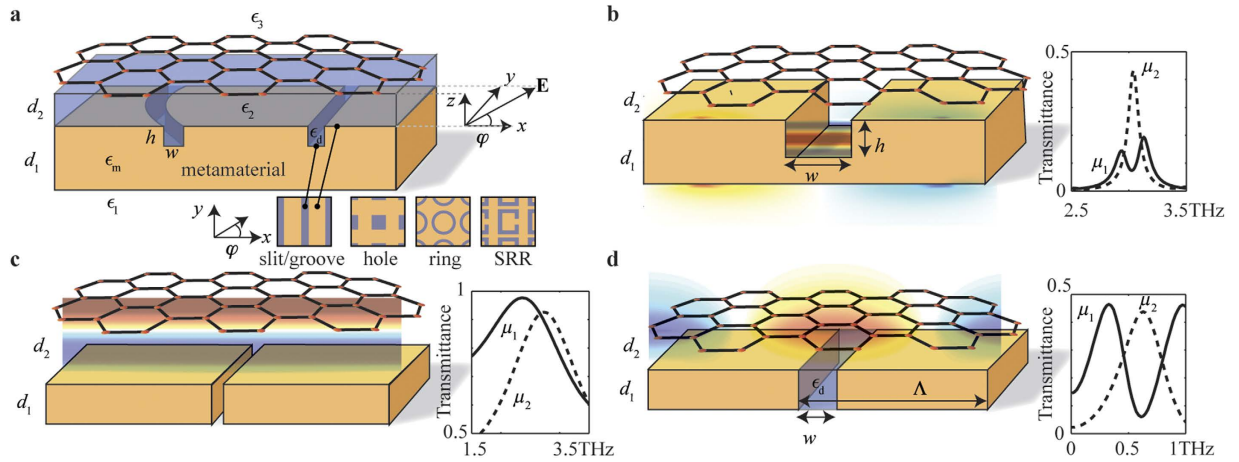 a
ϵ3
d2
ϵ2
h
w
ϵd
d1
ϵm
metamaterial
ϵ1
z
y
E
φ
x
y
φ
x
slit/groove
hole
ring
SRR
b
d2
d1
w
h
Transmittance
0.5
0
μ2
μ1
2.5
3.5THz
c
d2
d1
Transmittance
1
0.5
μ1
μ2
1.5
3.5THz
d
d2
d1
ϵd
Λ
w
Transmittance
0.5
0
μ1
μ2
0
0.5
1THz